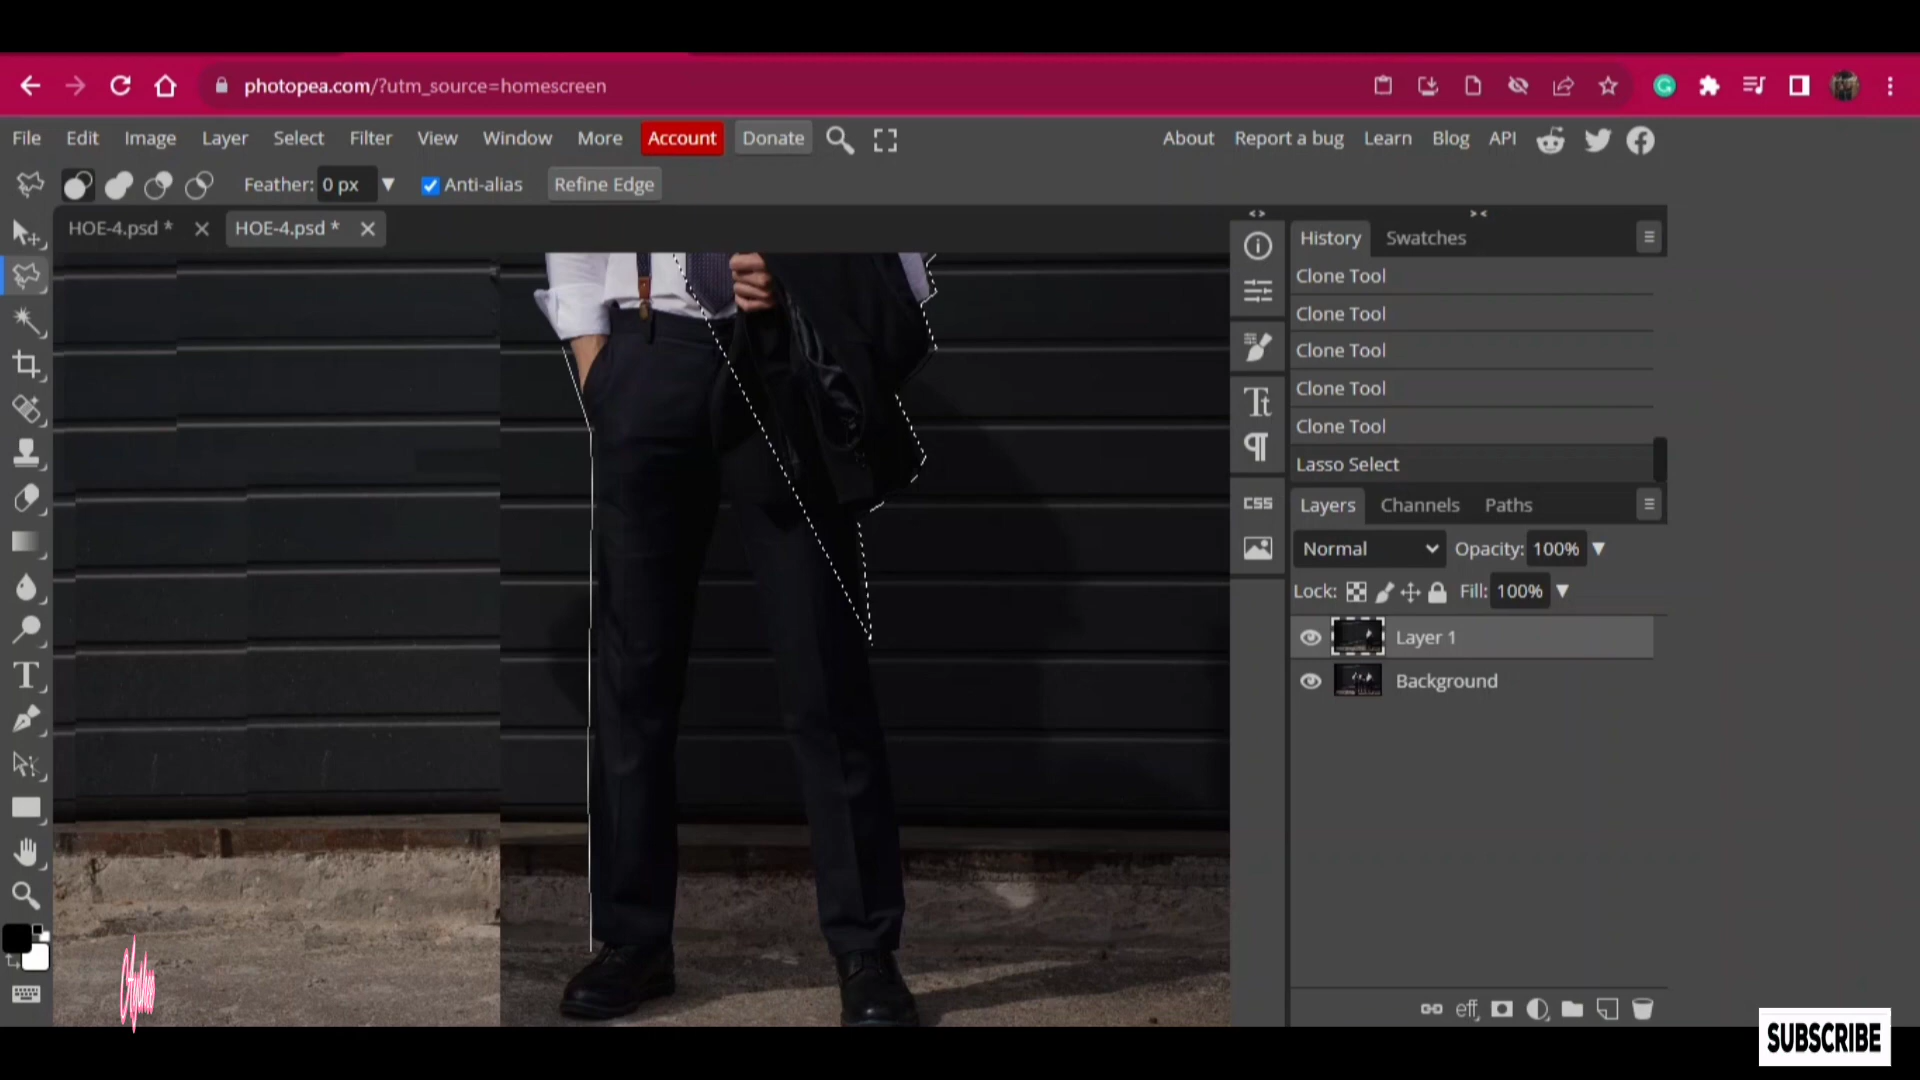 photopea.com/?utm_source=homescreen
File Edit Image Layer Select Filter View Window More Account Donate About Report a bug Learn Blog API
Feather: 0 px Anti-alias Refine Edge
HOE-4.psd * HOE-4.psd *
History Swatches
Clone Tool
Clone Tool
Clone Tool
Clone Tool
Clone Tool
Lasso Select
CSS
Layers Channels Paths
Normal Opacity: 100%
Lock: Fill: 100%
Layer 1
Background
eff
SUBSCRIBE